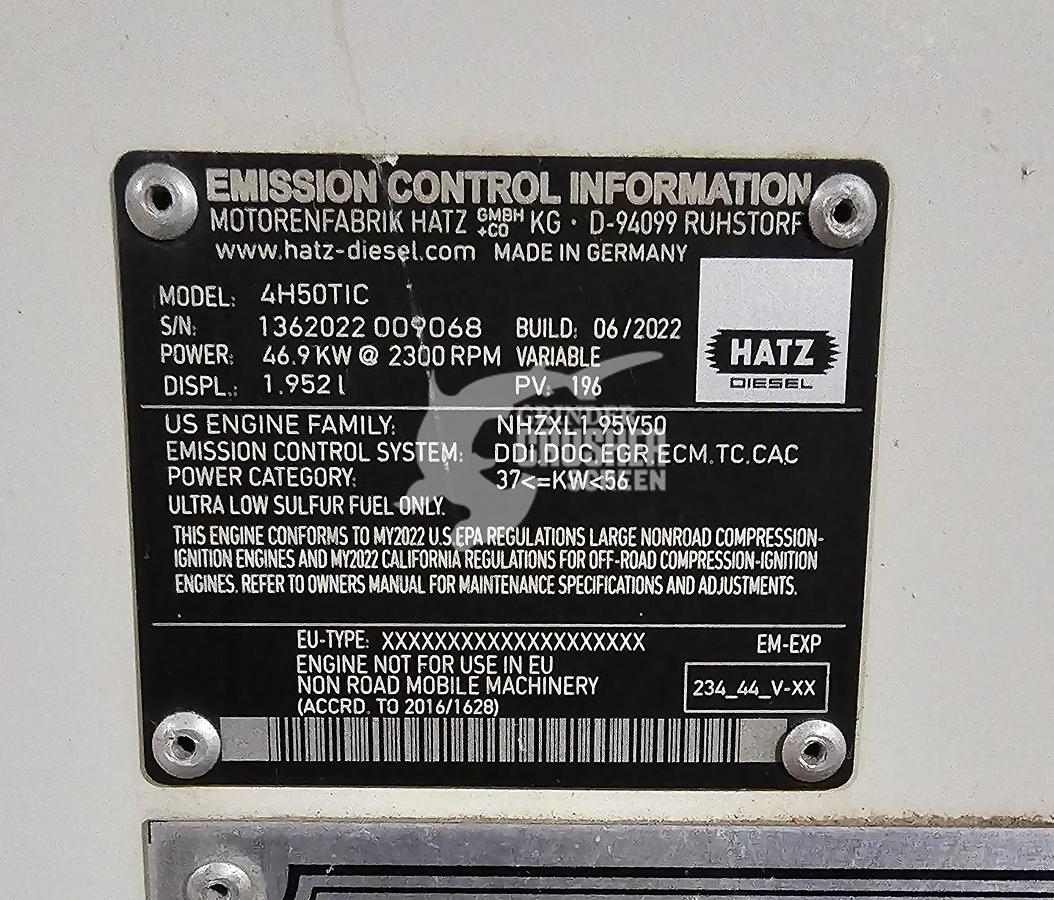 EMISSION CONTROL INFORMATION
MOTORENFABRIK HATZ GMBH +CO KG · D-94099 RUHSTORF
www.hatz-diesel.com MADE IN GERMANY
MODEL: 4H50TIC
S/N: 1362022 009068 BUILD: 06/2022
POWER: 46.9 KW @ 2300 RPM VARIABLE
DISPL.: 1.952 l PV: 196
HATZ
DIESEL
US ENGINE FAMILY: NHZXL1.95V50
EMISSION CONTROL SYSTEM: DDI,DOC,EGR,ECM,TC,CAC
POWER CATEGORY: 37<=KW<56
ULTRA LOW SULFUR FUEL ONLY.
GRINDER
CRUSHER
SCREEN
THIS ENGINE CONFORMS TO MY2022 U.S.EPA REGULATIONS LARGE NONROAD COMPRESSION-
IGNITION ENGINES AND MY2022 CALIFORNIA REGULATIONS FOR OFF-ROAD COMPRESSION-IGNITION
ENGINES. REFER TO OWNERS MANUAL FOR MAINTENANCE SPECIFICATIONS AND ADJUSTMENTS.
EU-TYPE: XXXXXXXXXXXXXXXXXXXX EM-EXP
ENGINE NOT FOR USE IN EU
NON ROAD MOBILE MACHINERY
(ACCRD. TO 2016/1628)
234_44_V-XX